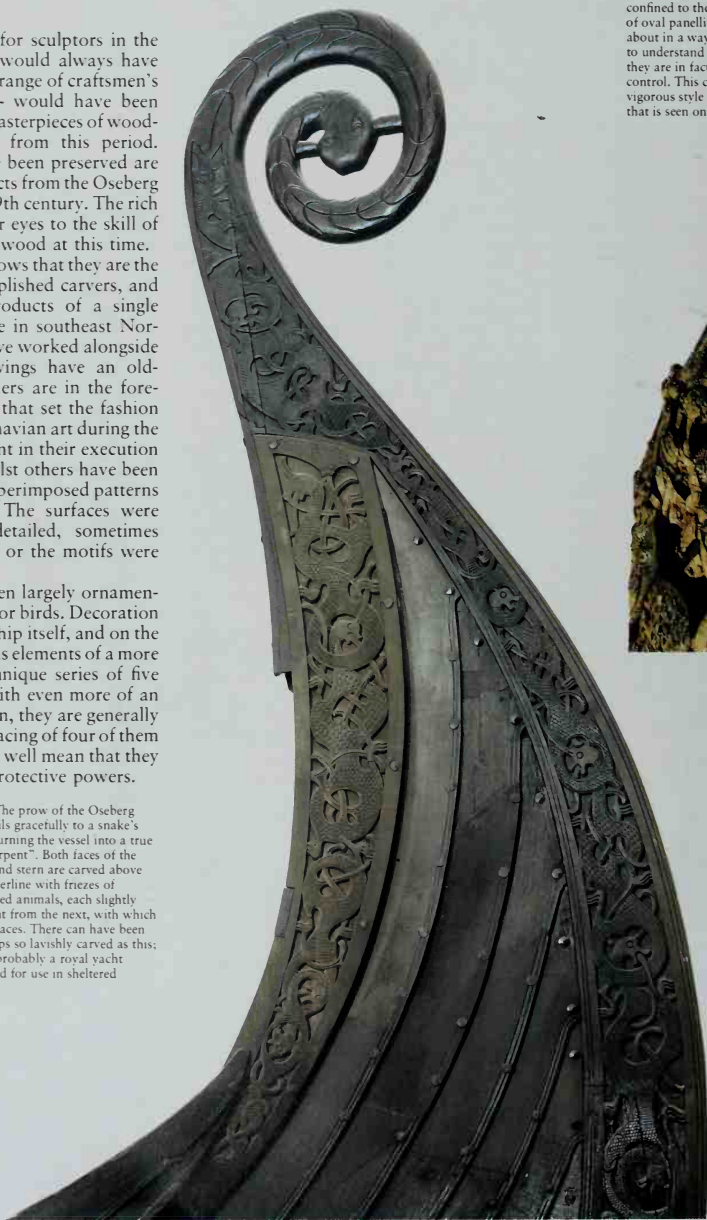 for sculptors in the
would always have
range of craftsmen's
- would have been
asterpieces of wood-
from this period.
been preserved are
cts from the Oseberg
9th century. The rich
r eyes to the skill of
wood at this time.
ows that they are the
plished carvers, and
roducts of a single
e in southeast Nor-
ve worked alongside
vings have an old-
ers are in the fore-
that set the fashion
navian art during the
nt in their execution
lst others have been
perimposed patterns
The surfaces were
detailed, sometimes
or the motifs were
en largely ornamen-
or birds. Decoration
hip itself, and on the
s elements of a more
nique series of five
ith even more of an
n, they are generally
acing of four of them
well mean that they
rotective powers.
The prow of the Oseberg
ils gracefully to a snake's
urning the vessel into a true
rpent". Both faces of the
nd stern are carved above
erline with friezes of
ed animals, each slightly
t from the next, with which
aces. There can have been
ps so lavishly carved as this;
probably a royal yacht
d for use in sheltered
confined to the
of oval panelli
about in a way
to understand
they are in fact
control. This c
vigorous style
that is seen on